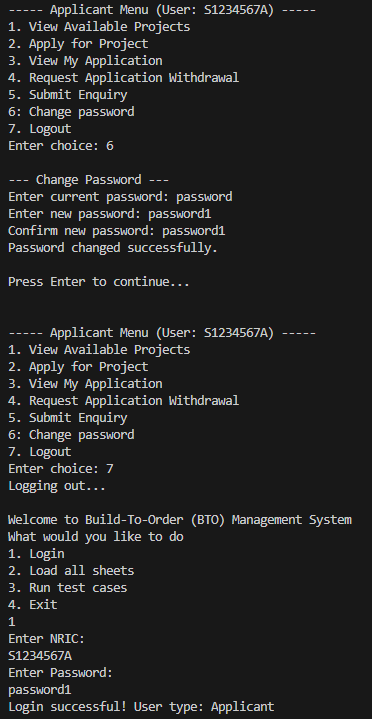 ----- Applicant Menu (User: S1234567A) -----
1. View Available Projects
2. Apply for Project
3. View My Application
4. Request Application Withdrawal
5. Submit Enquiry
6: Change password
7. Logout
Enter choice: 6
--- Change Password ---
Enter current password: password
Enter new password: password1
Confirm new password: password1
Password changed successfully.
Press Enter to continue...
----- Applicant Menu (User: S1234567A) -----
1. View Available Projects
2. Apply for Project
3. View My Application
4. Request Application Withdrawal
5. Submit Enquiry
6: Change password
7. Logout
Enter choice: 7
Logging out...
Welcome to Build-To-Order (BTO) Management System
What would you like to do
1. Login
2. Load all sheets
3. Run test cases
4. Exit
1
Enter NRIC:
S1234567A
Enter Password:
password1
Login successful! User type: Applicant